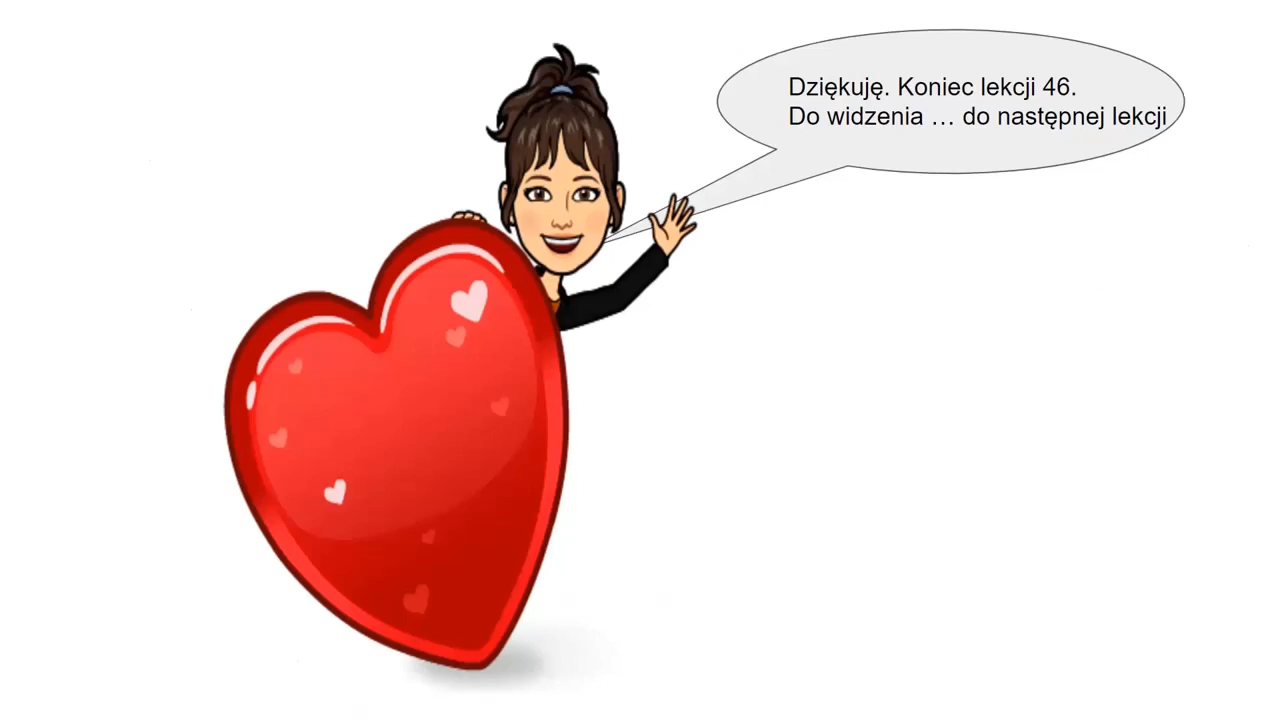 Dziękuję. Koniec lekcji 46.
Do widzenia … do następnej lekcji